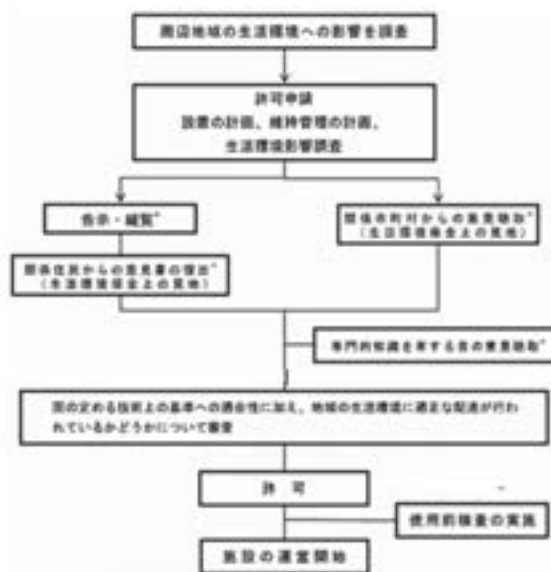 周辺地域の生活環境への影響を調査
許可申請
設置の計画、維持管理の計画、
生活環境影響調査
告示・縦覧*
関係市町村からの意見聴取*
(生活環境保全上の見地)
関係住民からの意見書の提出*
(生活環境保全上の見地)
専門的知識を有する者の意見聴取*
国の定める技術上の基準への適合性に加え、地域の生活環境に適正な配慮が行わ
れているかどうかについて審査
許 可
使用前検査の実施
施設の運営開始